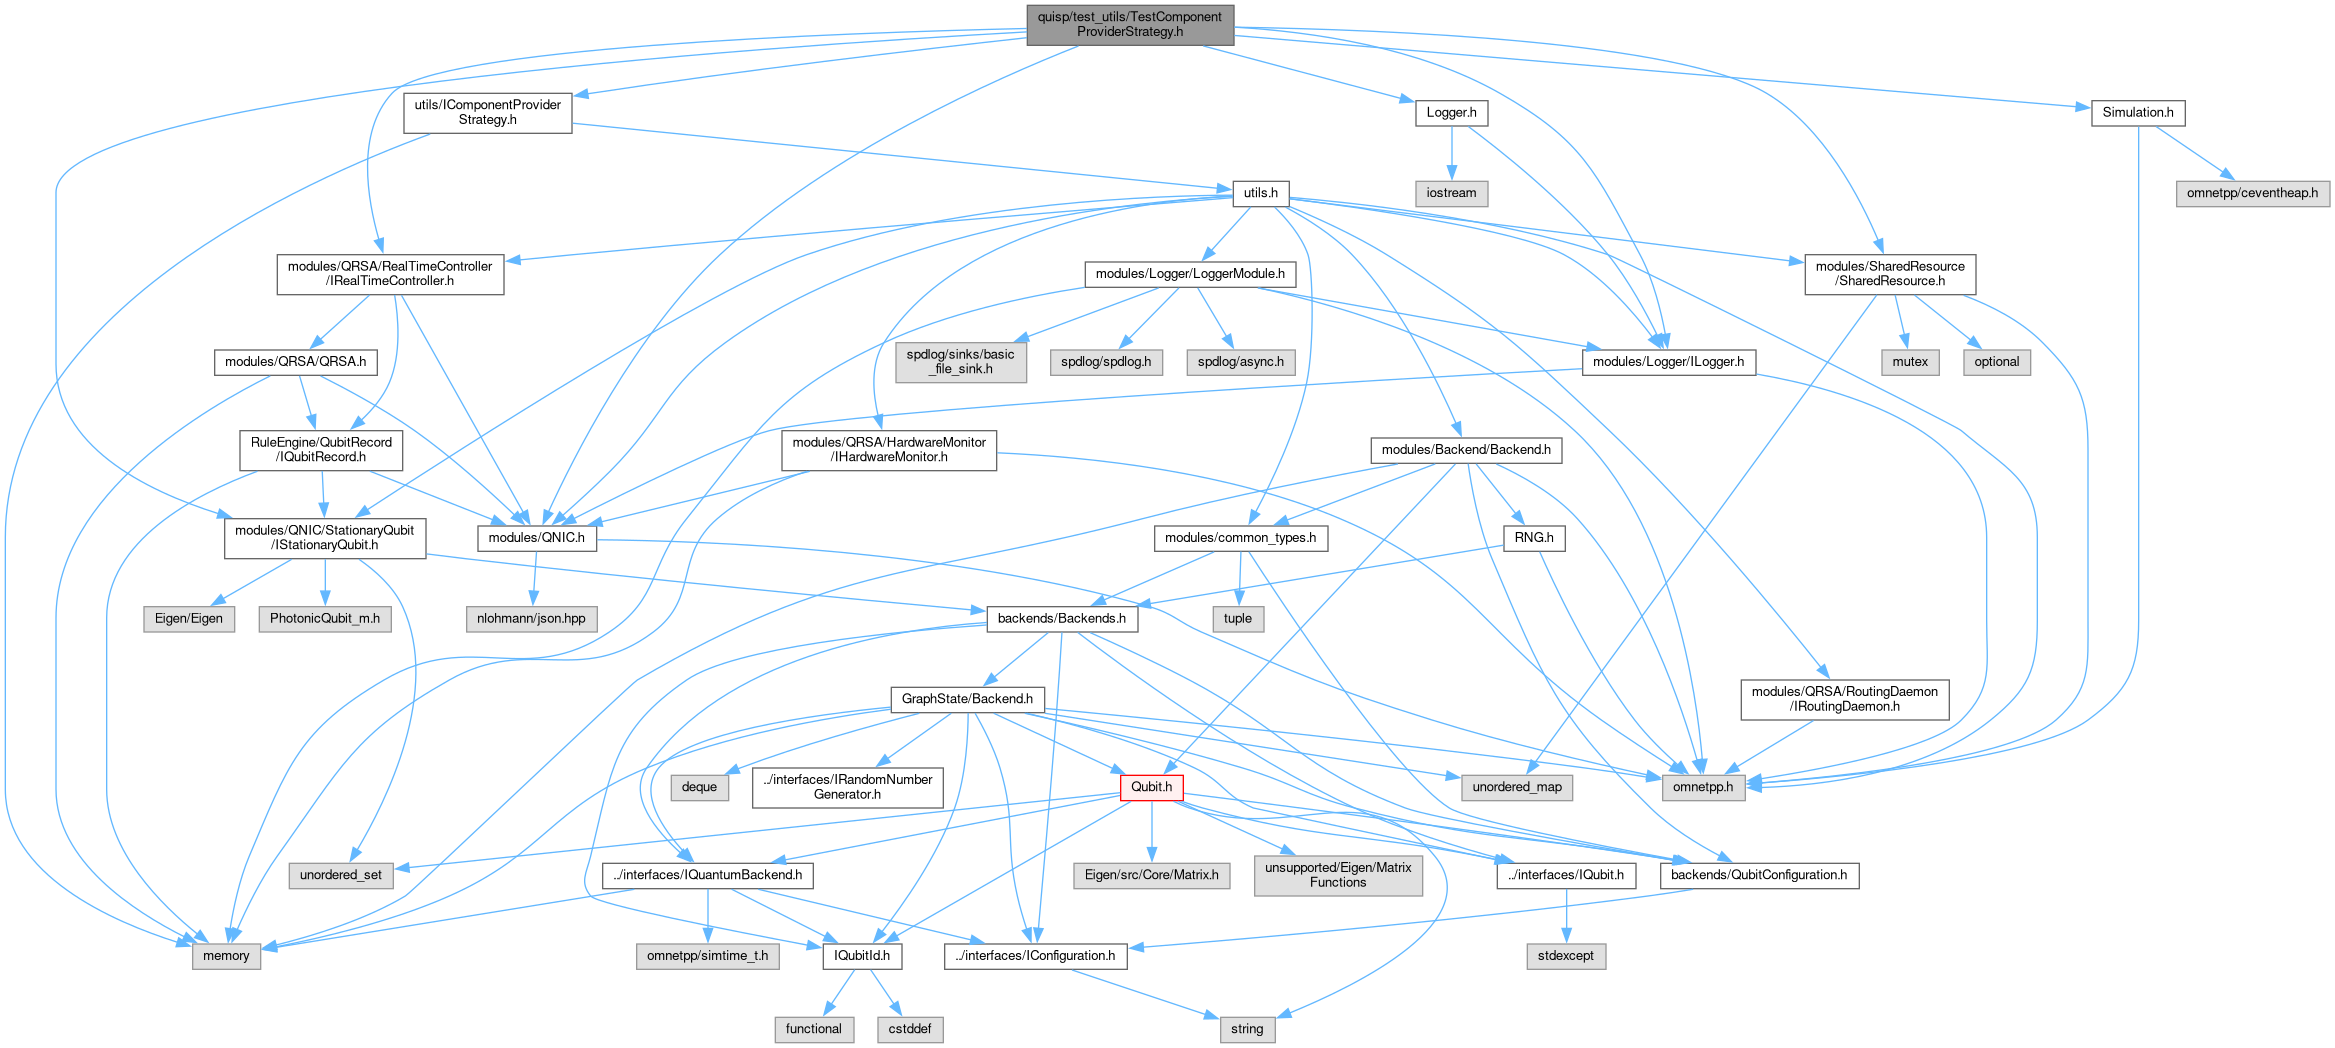 quisp/test_utils/TestComponent
ProviderStrategy.h
utils/IComponentProvider
Strategy.h
Logger.h
Simulation.h
utils.h
iostream
omnetpp/ceventheap.h
modules/QRSA/RealTimeController
/IRealTimeController.h
modules/Logger/LoggerModule.h
modules/SharedResource
/SharedResource.h
modules/QRSA/QRSA.h
spdlog/sinks/basic
_file_sink.h
spdlog/spdlog.h
spdlog/async.h
modules/Logger/ILogger.h
mutex
optional
RuleEngine/QubitRecord
/IQubitRecord.h
modules/QRSA/HardwareMonitor
/IHardwareMonitor.h
modules/Backend/Backend.h
modules/QNIC/StationaryQubit
/IStationaryQubit.h
modules/QNIC.h
modules/common_types.h
RNG.h
Eigen/Eigen
PhotonicQubit_m.h
nlohmann/json.hpp
backends/Backends.h
tuple
GraphState/Backend.h
modules/QRSA/RoutingDaemon
/IRoutingDaemon.h
deque
../interfaces/IRandomNumber
Generator.h
Qubit.h
unordered_map
omnetpp.h
unordered_set
../interfaces/IQuantumBackend.h
Eigen/src/Core/Matrix.h
unsupported/Eigen/Matrix
Functions
../interfaces/IQubit.h
backends/QubitConfiguration.h
memory
omnetpp/simtime_t.h
IQubitId.h
../interfaces/IConfiguration.h
stdexcept
functional
cstddef
string